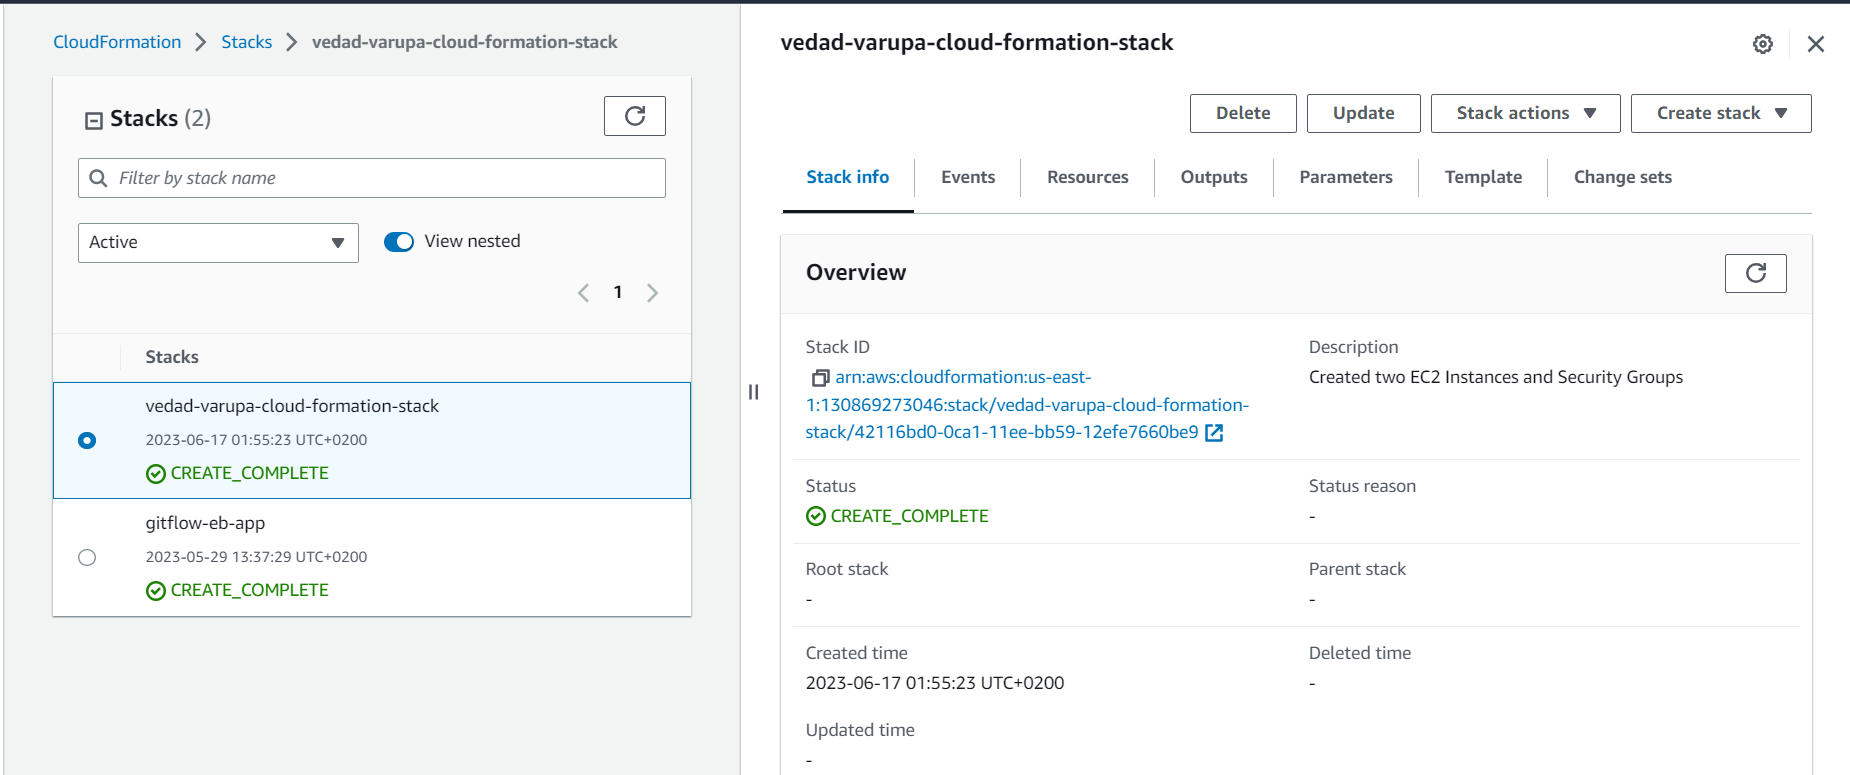 CloudFormation > Stacks > vedad-varupa-cloud-formation-stack
Stacks (2)
Filter by stack name
Active
View nested
1
Stacks
vedad-varupa-cloud-formation-stack
2023-06-17 01:55:23 UTC+0200
CREATE_COMPLETE
gitflow-eb-app
2023-05-29 13:37:29 UTC+0200
CREATE_COMPLETE
vedad-varupa-cloud-formation-stack
Delete Update Stack actions Create stack
Stack info Events Resources Outputs Parameters Template Change sets
Overview
Stack ID
arn:aws:cloudformation:us-east-
1:130869273046:stack/vedad-varupa-cloud-formation-
stack/42116bd0-0ca1-11ee-bb59-12efe7660be9
Description
Created two EC2 Instances and Security Groups
Status
CREATE_COMPLETE
Status reason
-
Root stack
-
Parent stack
-
Created time
2023-06-17 01:55:23 UTC+0200
Deleted time
-
Updated time
-